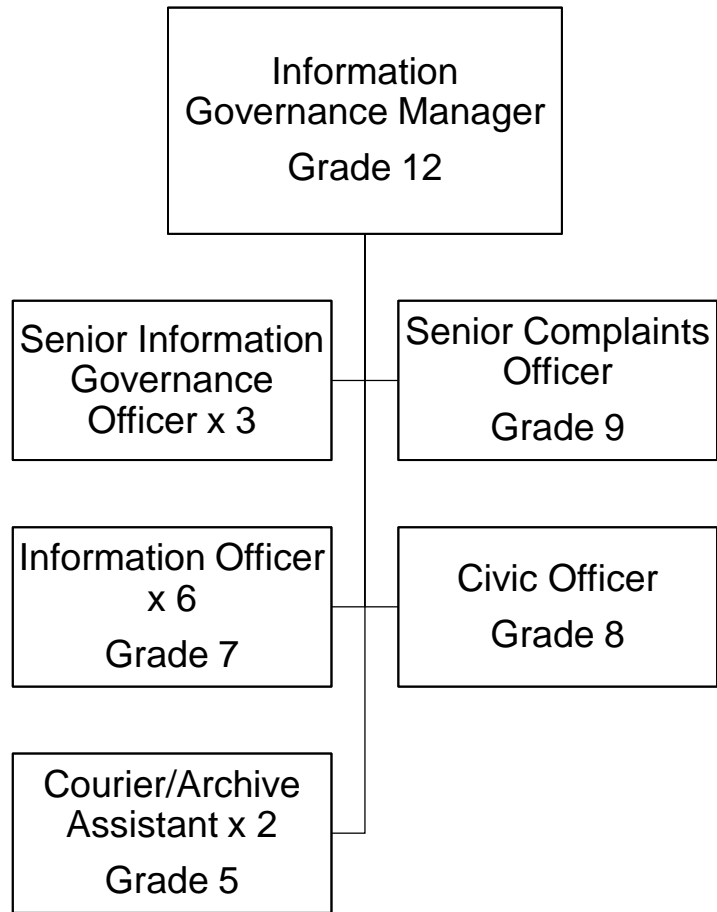 Information
Governance Manager
Grade 12
Senior Information
Governance
Officer x 3
Senior Complaints
Officer
Grade 9
Information Officer
x 6
Grade 7
Civic Officer
Grade 8
Courier/Archive
Assistant x 2
Grade 5